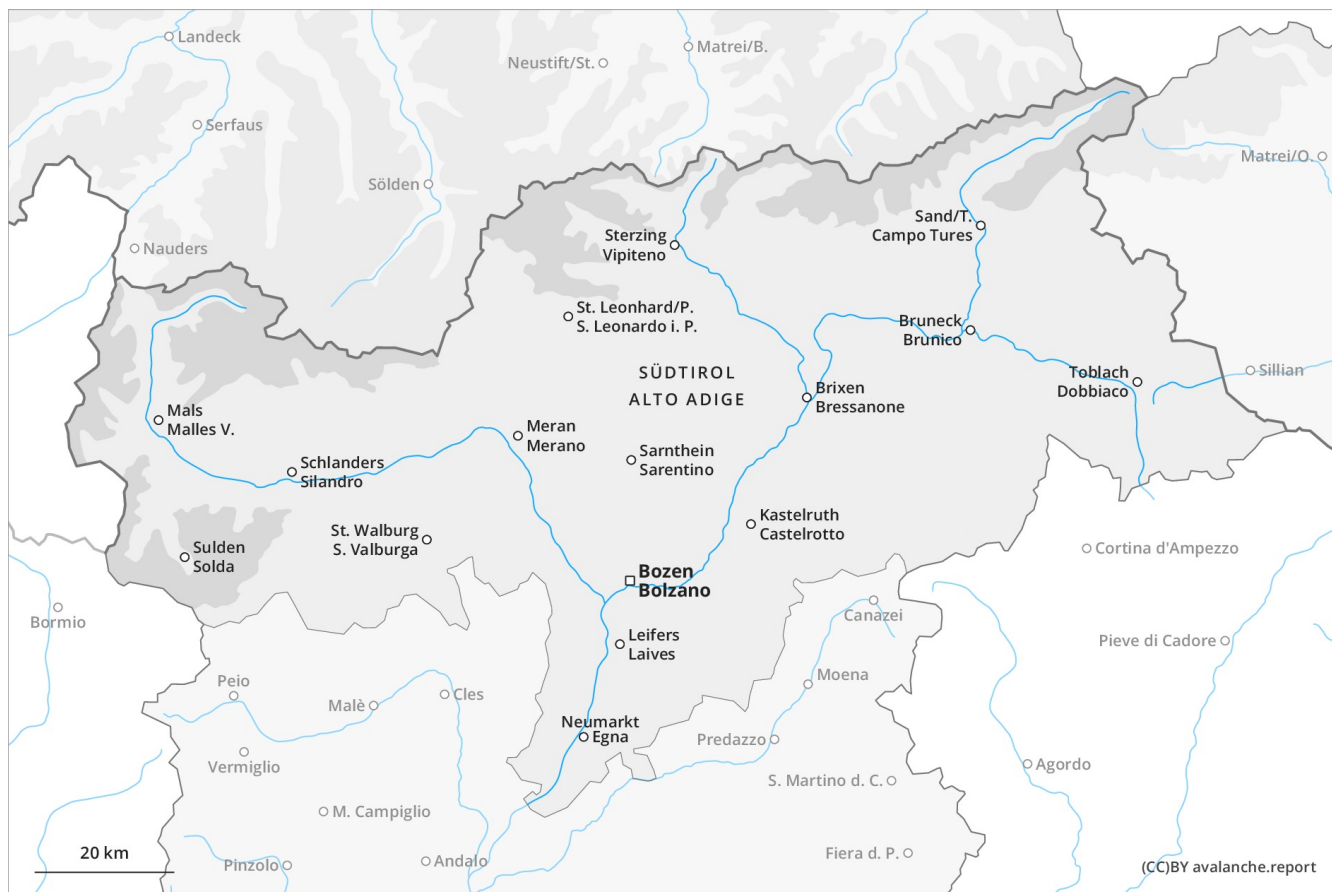 Landeck
Matrei/B.
Neustift/St.
Serfaus
Matrei/O.
Sölden
Sand/T.
Campo Tures
Nauders
Sterzing
Vipiteno
St. Leonhard/P.
S. Leonardo i. P.
Bruneck
Brunico
SÜDTIROL
ALTO ADIGE
Toblach
Dobbiaco
Sillian
Brixen
Bressanone
Mals
Malles V.
Meran
Merano
Sarnthein
Sarentino
Schlanders
Silandro
Kastelruth
Castelrotto
St. Walburg
S. Valburga
Sulden
Solda
Cortina d'Ampezzo
Bozen
Bolzano
Bormio
Canazei
Leifers
Laives
Pieve di Cadore
Moena
Peio
Malè
Cles
Neumarkt
Egna
Predazzo
Vermiglio
Agordo
S. Martino d. C.
M. Campiglio
20 km
Pinzolo
Andalo
Fiera d. P.
(CC)BY avalanche.report